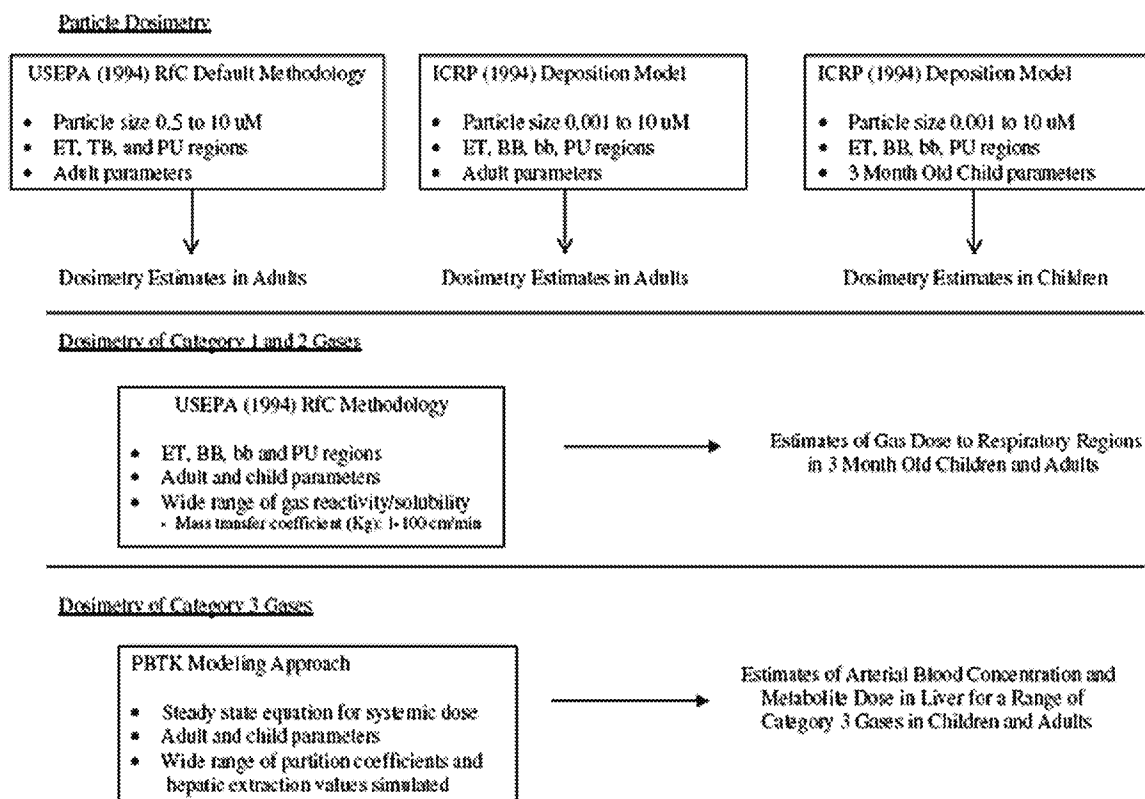 Particle Dosimetry
USEPA (1994) RfC Default Methodology
• Particle size 0.5 to 10 uM
• ET, TB, and PU regions
• Adult parameters
Dosimetry Estimates in Adults
ICRP (1994) Deposition Model
• Particle size 0.001 to 10 uM
• ET, BB, bb, PU regions
• Adult parameters
Dosimetry Estimates in Adults
ICRP (1994) Deposition Model
• Particle size 0.001 to 10 uM
• ET, BB, bb, PU regions
• 3 Month Old Child parameters
Dosimetry Estimates in Children
Dosimetry of Category 1 and 2 Gases
USEPA (1994) RfC Methodology
• ET, BB, bb and PU regions
• Adult and child parameters
• Wide range of gas reactivity/solubility
- Mass transfer coefficient (Kg): 1-100 cm/min
Estimates of Gas Dose to Respiratory Regions
in 3 Month Old Children and Adults
Dosimetry of Category 3 Gases
PBTK Modeling Approach
• Steady state equation for systemic dose
• Adult and child parameters
• Wide range of partition coefficients and
hepatic extraction values simulated
Estimates of Arterial Blood Concentration and
Metabolite Dose in Liver for a Range of
Category 3 Gases in Children and Adults